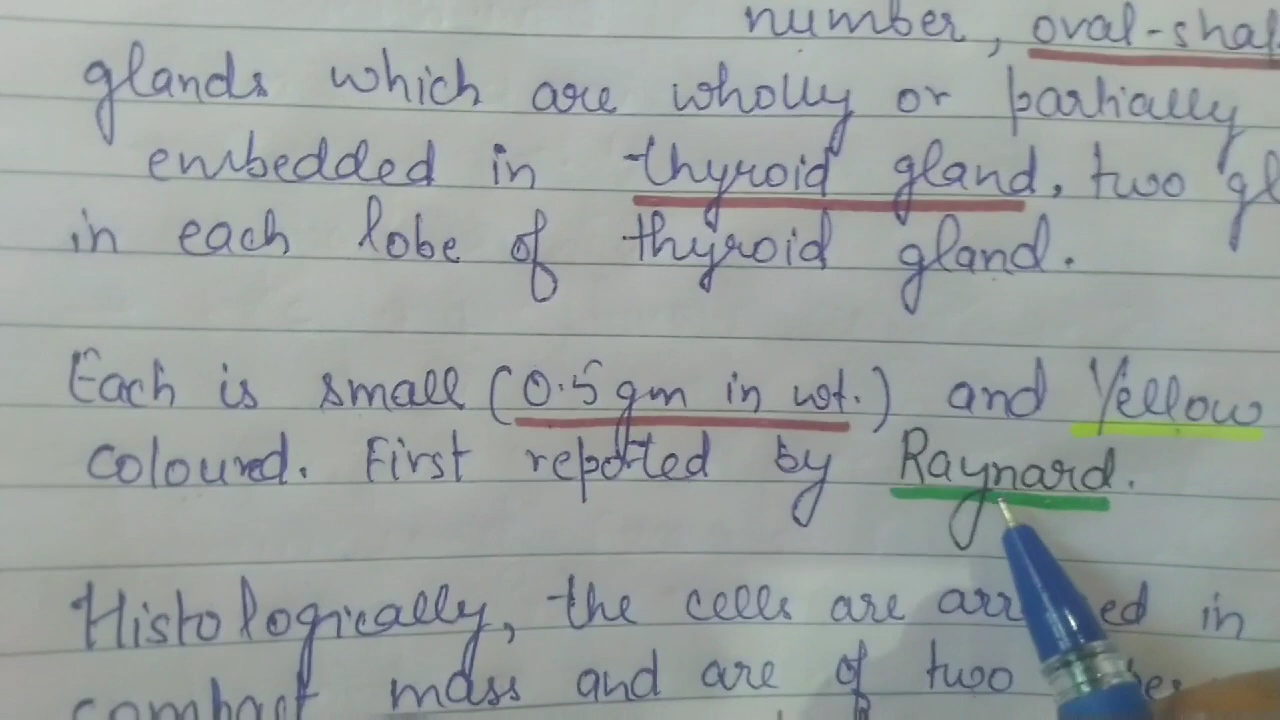 number, oval-sha
glands which are wholly or partially
embedded in thyroid gland, two gl
in each lobe of thyroid gland.
Each is small (0.5 gm in wt.) and Yellow
coloured. First reported by Raynard.
Histologically, the cells are in
compact mass and are of two